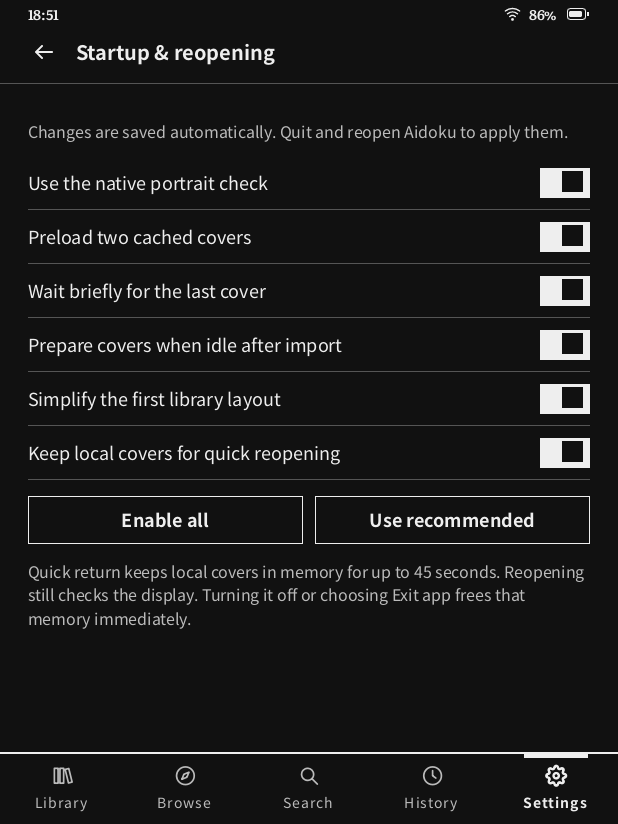 18:51
86%
Startup & reopening
Changes are saved automatically. Quit and reopen Aidoku to apply them.
Use the native portrait check
Preload two cached covers
Wait briefly for the last cover
Prepare covers when idle after import
Simplify the first library layout
Keep local covers for quick reopening
Enable all
Use recommended
Quick return keeps local covers in memory for up to 45 seconds. Reopening
still checks the display. Turning it off or choosing Exit app frees that
memory immediately.
Library
Browse
Search
History
Settings